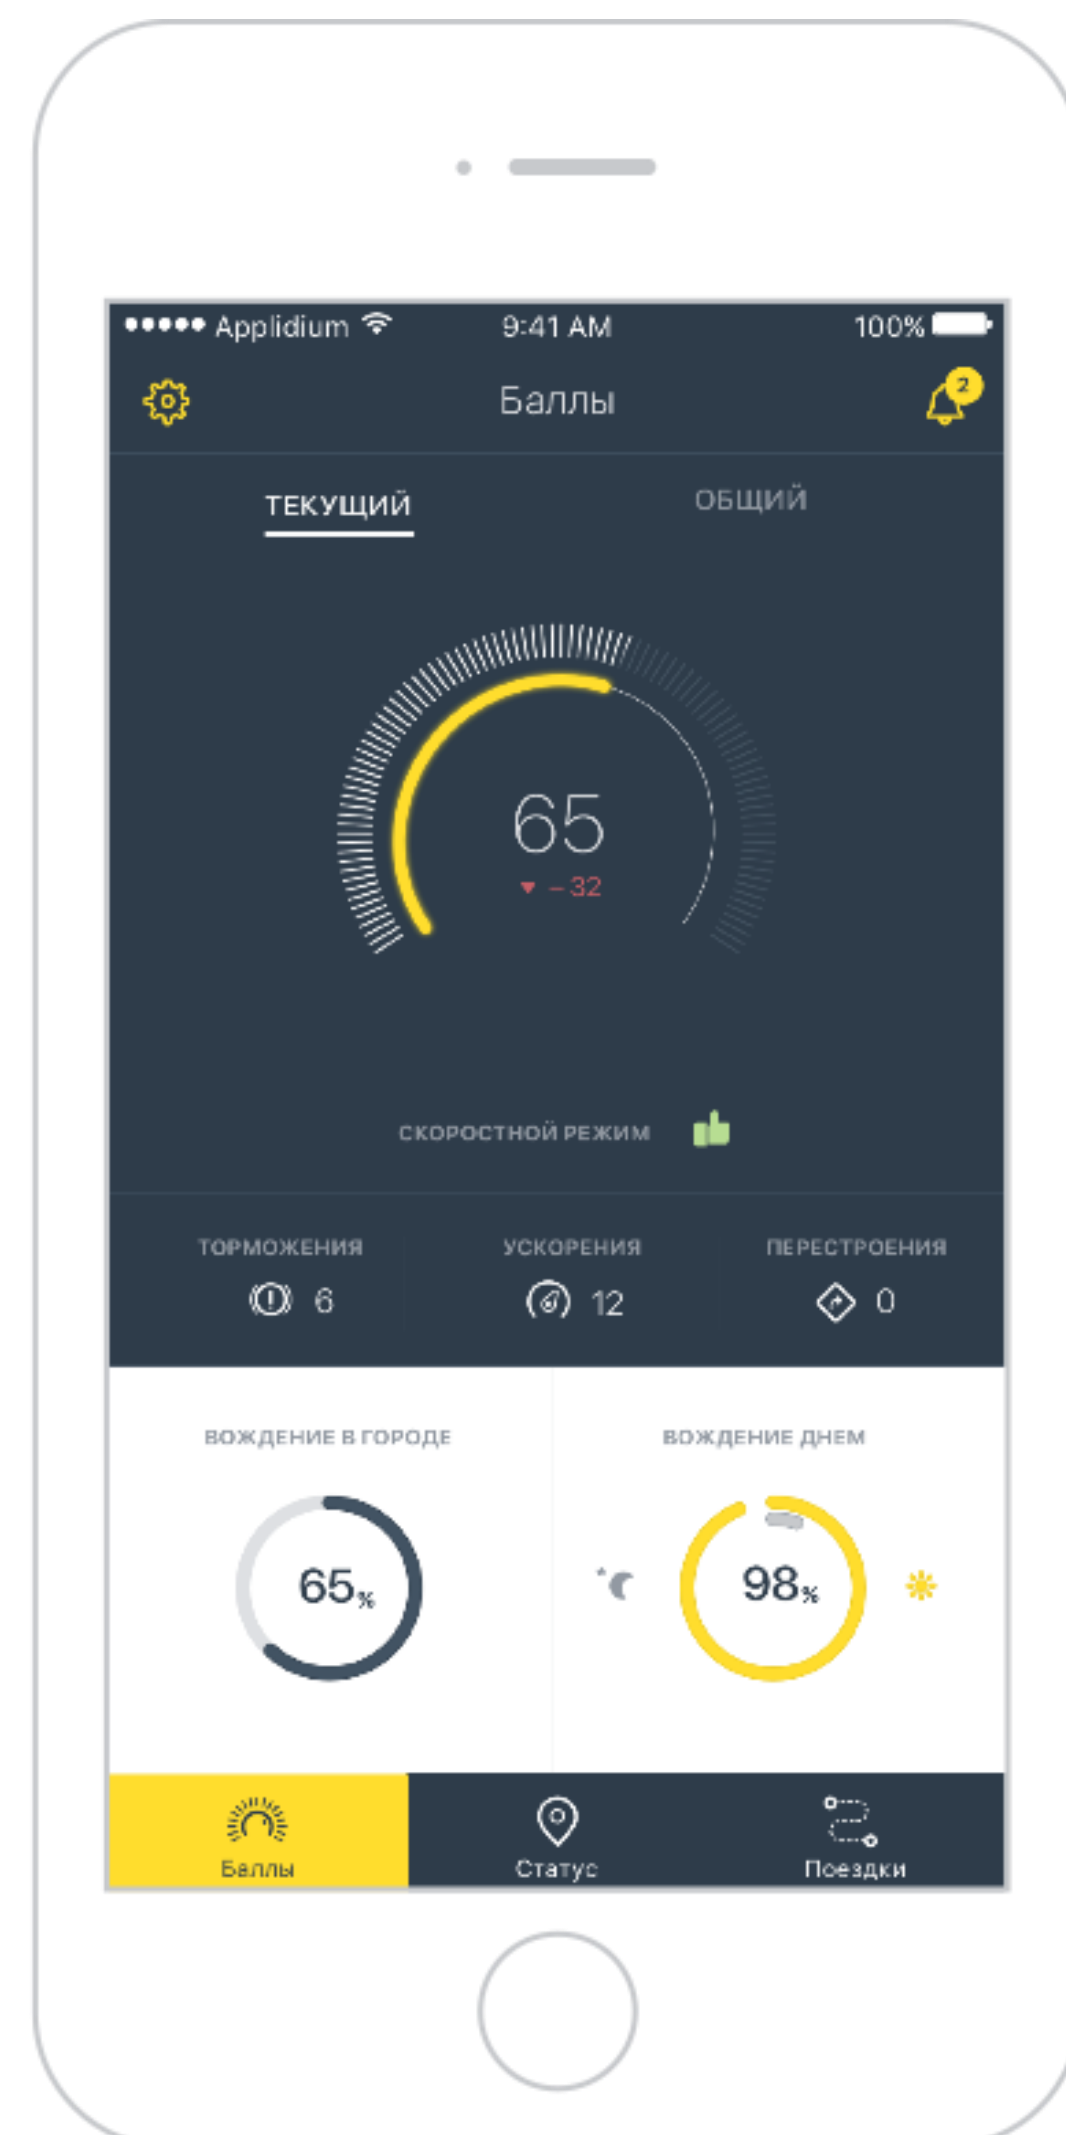 Applidium 9:41 AM 100%
Баллы 2
ТЕКУЩИЙ ОБЩИЙ
65
▼ – 32
СКОРОСТНОЙ РЕЖИМ
ТОРМОЖЕНИЯ УСКОРЕНИЯ ПЕРЕСТРОЕНИЯ
6 12 0
ВОЖДЕНИЕ В ГОРОДЕ ВОЖДЕНИЕ ДНЕМ
65% 98%
Баллы Статус Поездки